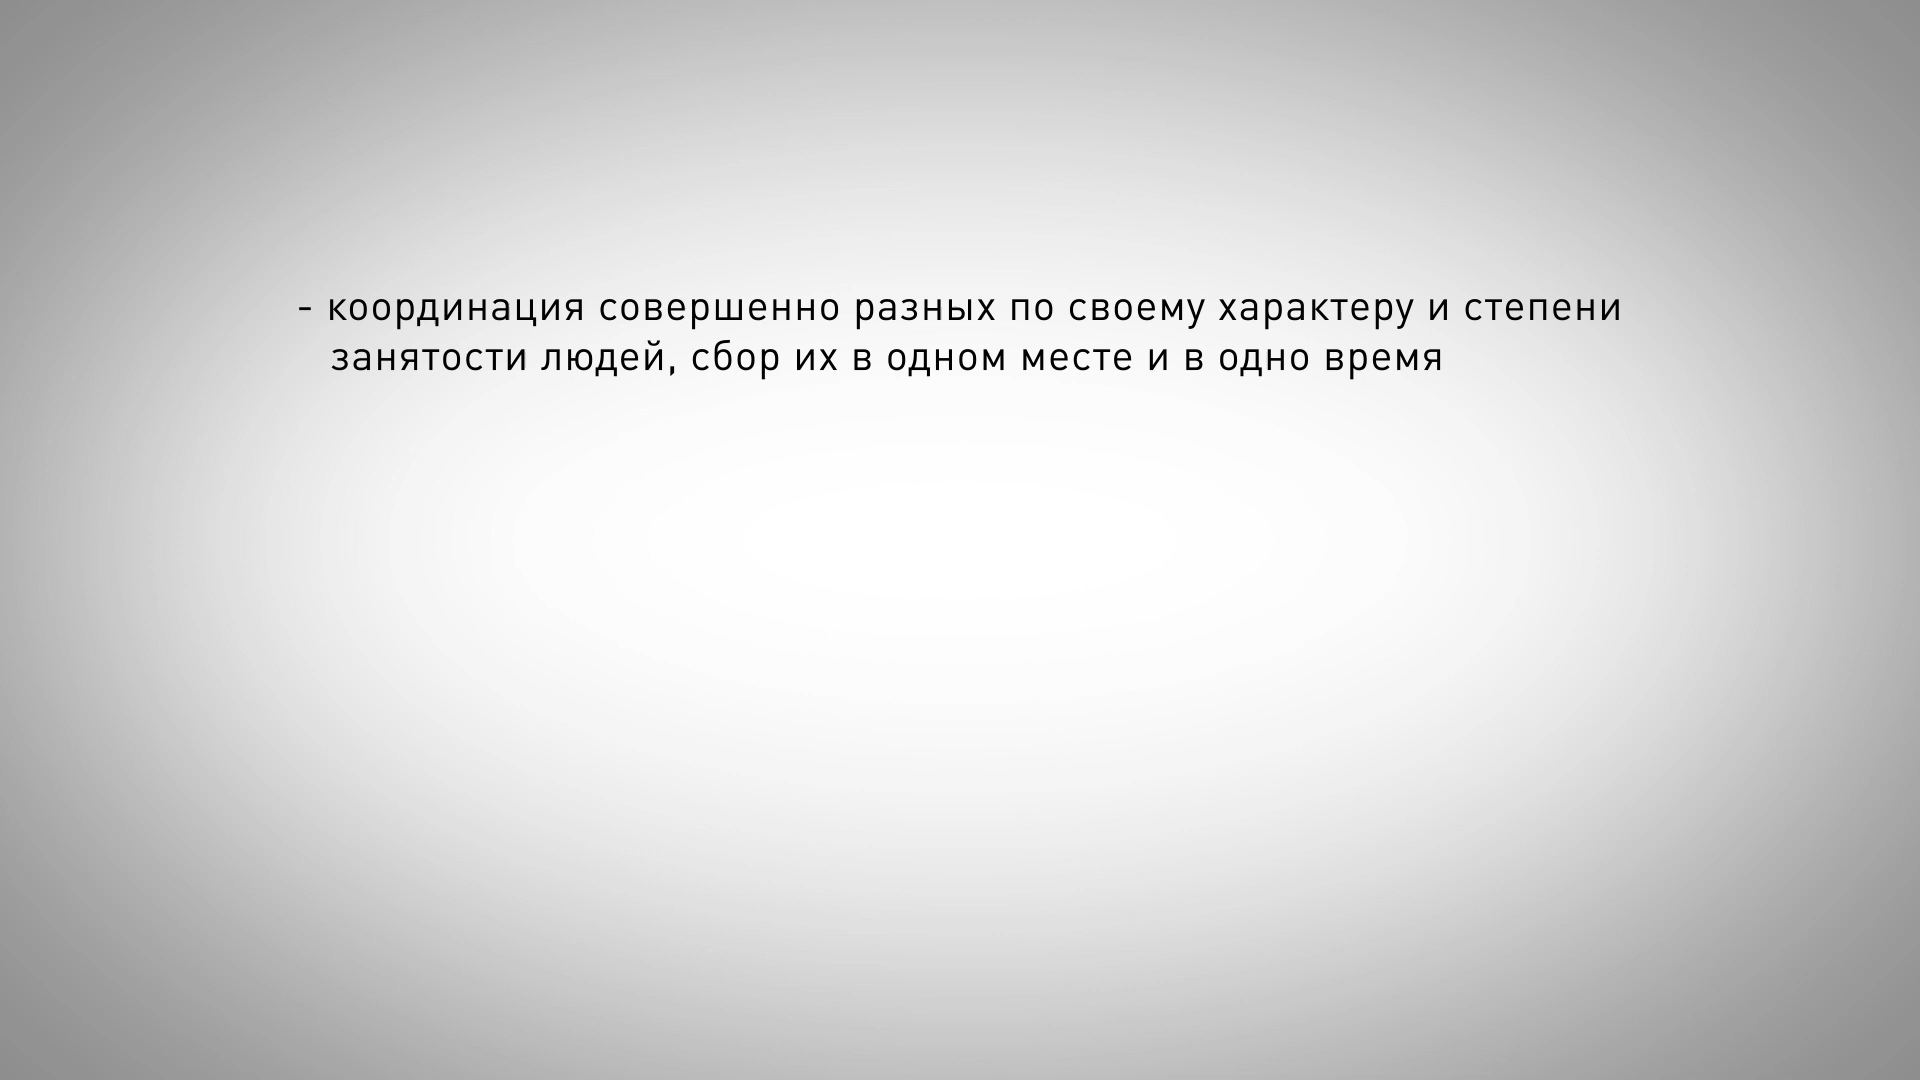 - координация совершенно разных по своему характеру и степени
занятости людей, сбор их в одном месте и в одно время